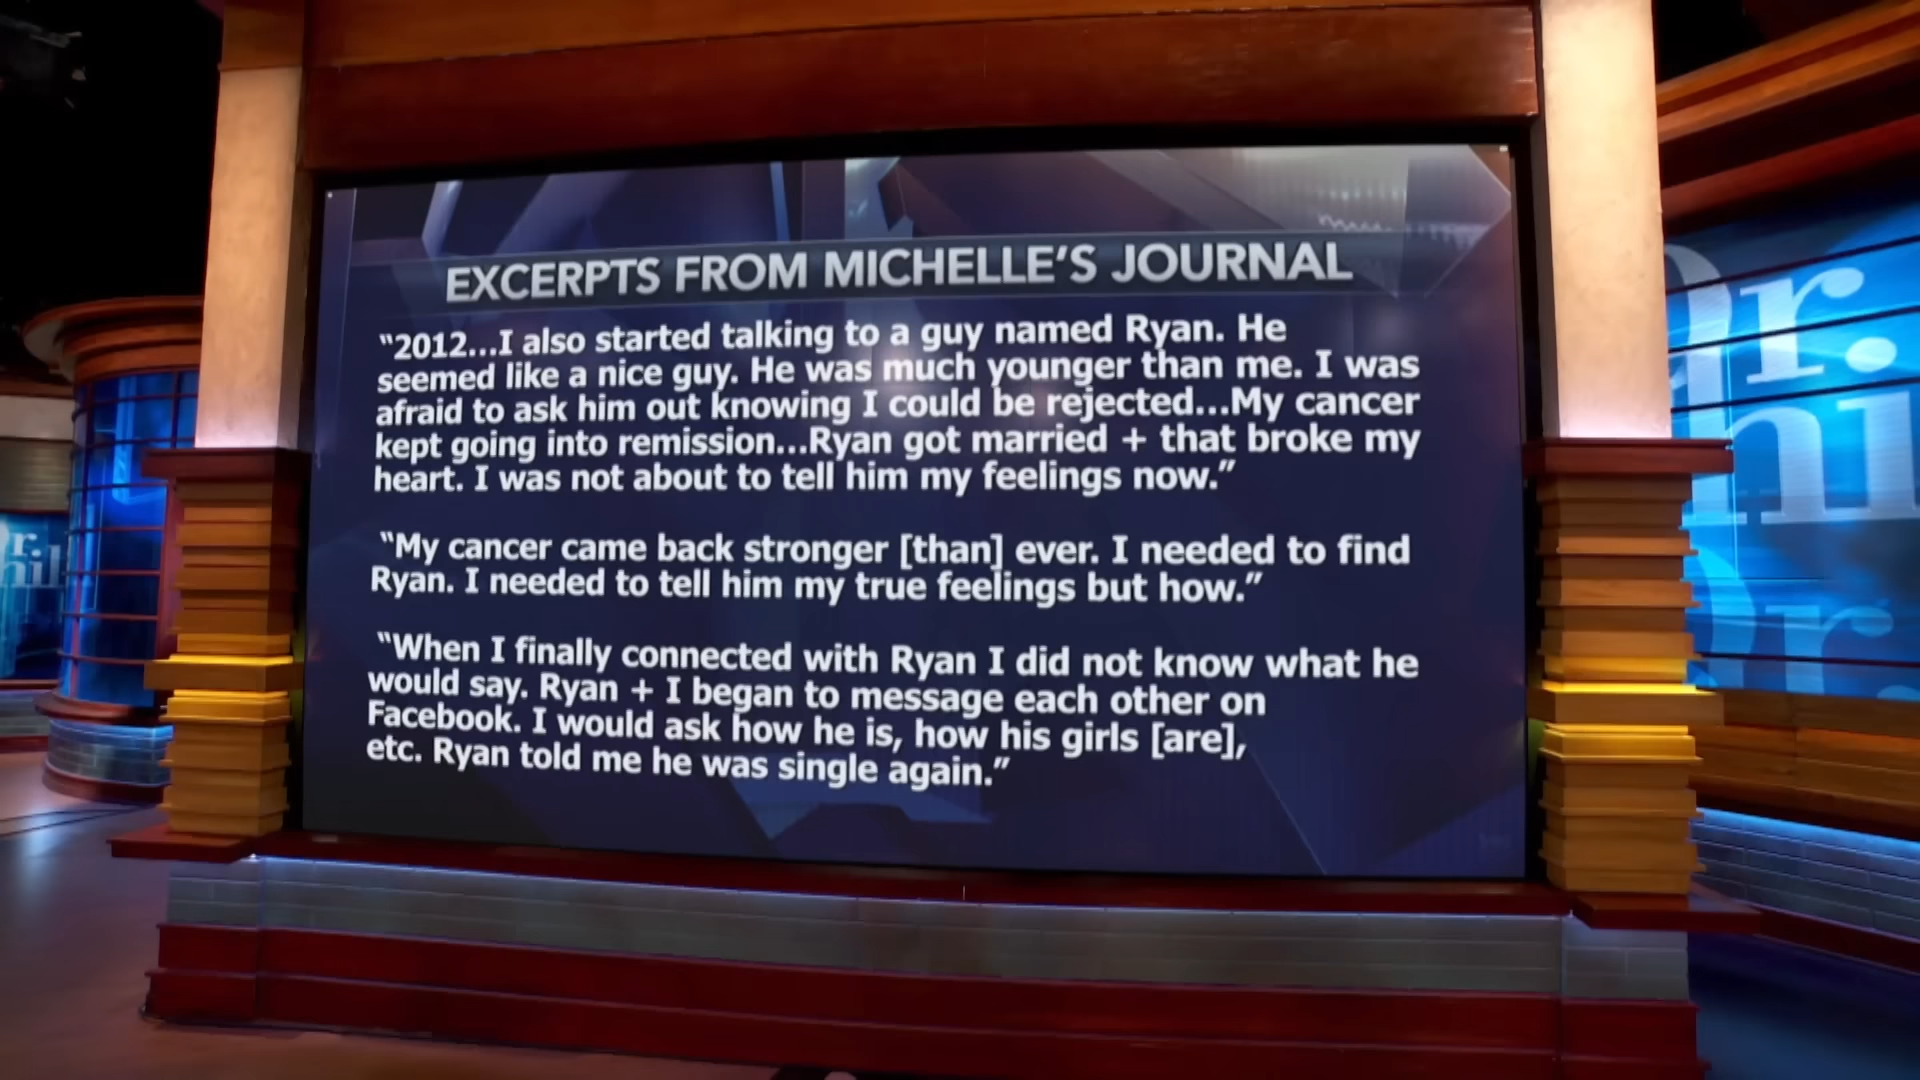 EXCERPTS FROM MICHELLE'S JOURNAL
"2012...I also started talking to a guy named Ryan. He
seemed like a nice guy. He was much younger than me. I was
afraid to ask him out knowing I could be rejected...My cancer
kept going into remission...Ryan got married + that broke my
heart. I was not about to tell him my feelings now."
"My cancer came back stronger [than] ever. I needed to find
Ryan. I needed to tell him my true feelings but how."
"When I finally connected with Ryan I did not know what he
would say. Ryan + I began to message each other on
Facebook. I would ask how he is, how his girls [are],
etc. Ryan told me he was single again."